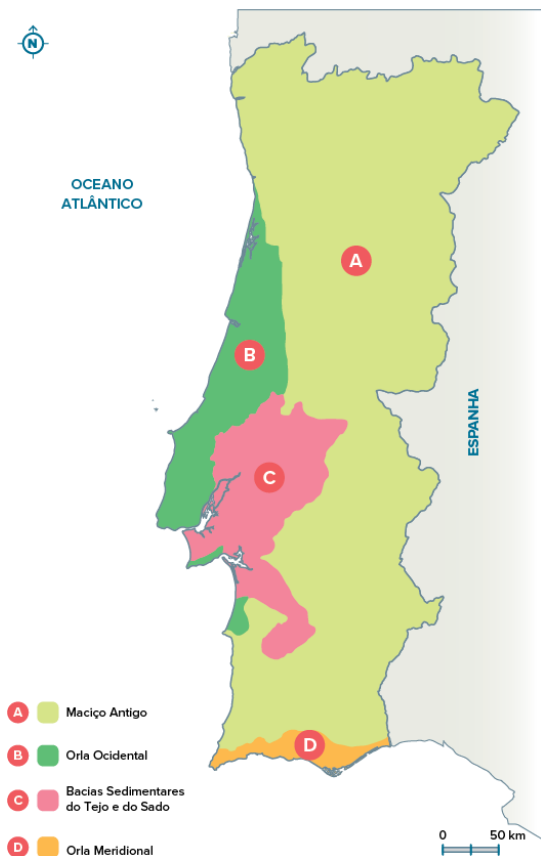 N
OCEANO
ATLÂNTICO
A
B
ESPANHA
C
D
A Maciço Antigo
B Orla Ocidental
C Bacias Sedimentares
do Tejo e do Sado
D Orla Meridional
0 50 km